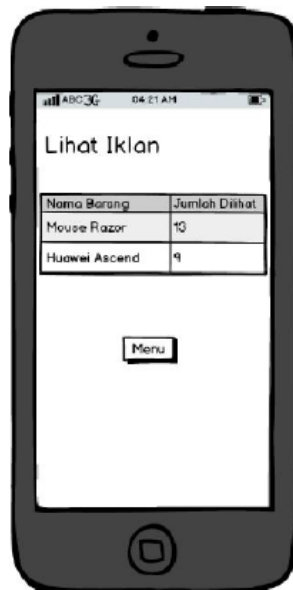 ABC 3G 04:21 AM
Lihat Iklan
Nama Barang Jumlah Dilihat
Mouse Razor 13
Huawei Ascend 9
Menu